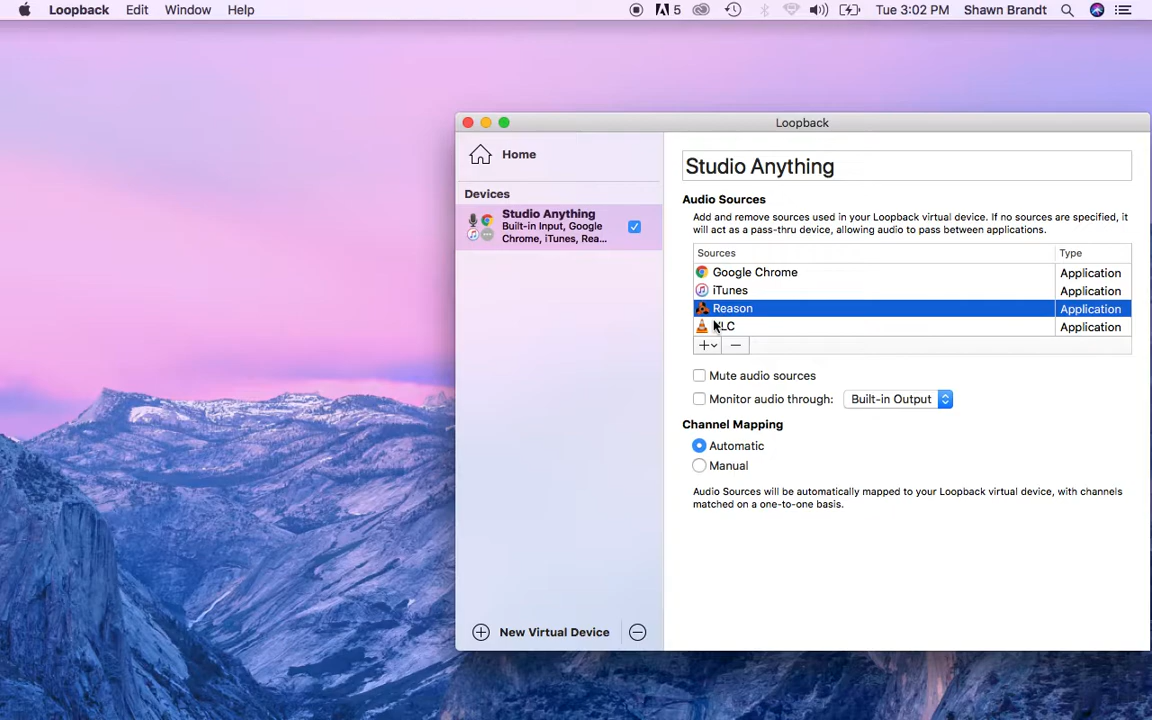 Loopback Edit Window Help 5 Tue 3:02 PM Shawn Brandt
Loopback
Home
Devices
Studio Anything
Built-in Input, Google
Chrome, iTunes, Rea...
New Virtual Device
Studio Anything
Audio Sources
Add and remove sources used in your Loopback virtual device. If no sources are specified, it
will act as a pass-thru device, allowing audio to pass between applications.
Sources Type
Google Chrome Application
iTunes Application
Reason Application
LC Application
Mute audio sources
Monitor audio through: Built-in Output
Channel Mapping
Automatic
Manual
Audio Sources will be automatically mapped to your Loopback virtual device, with channels
matched on a one-to-one basis.